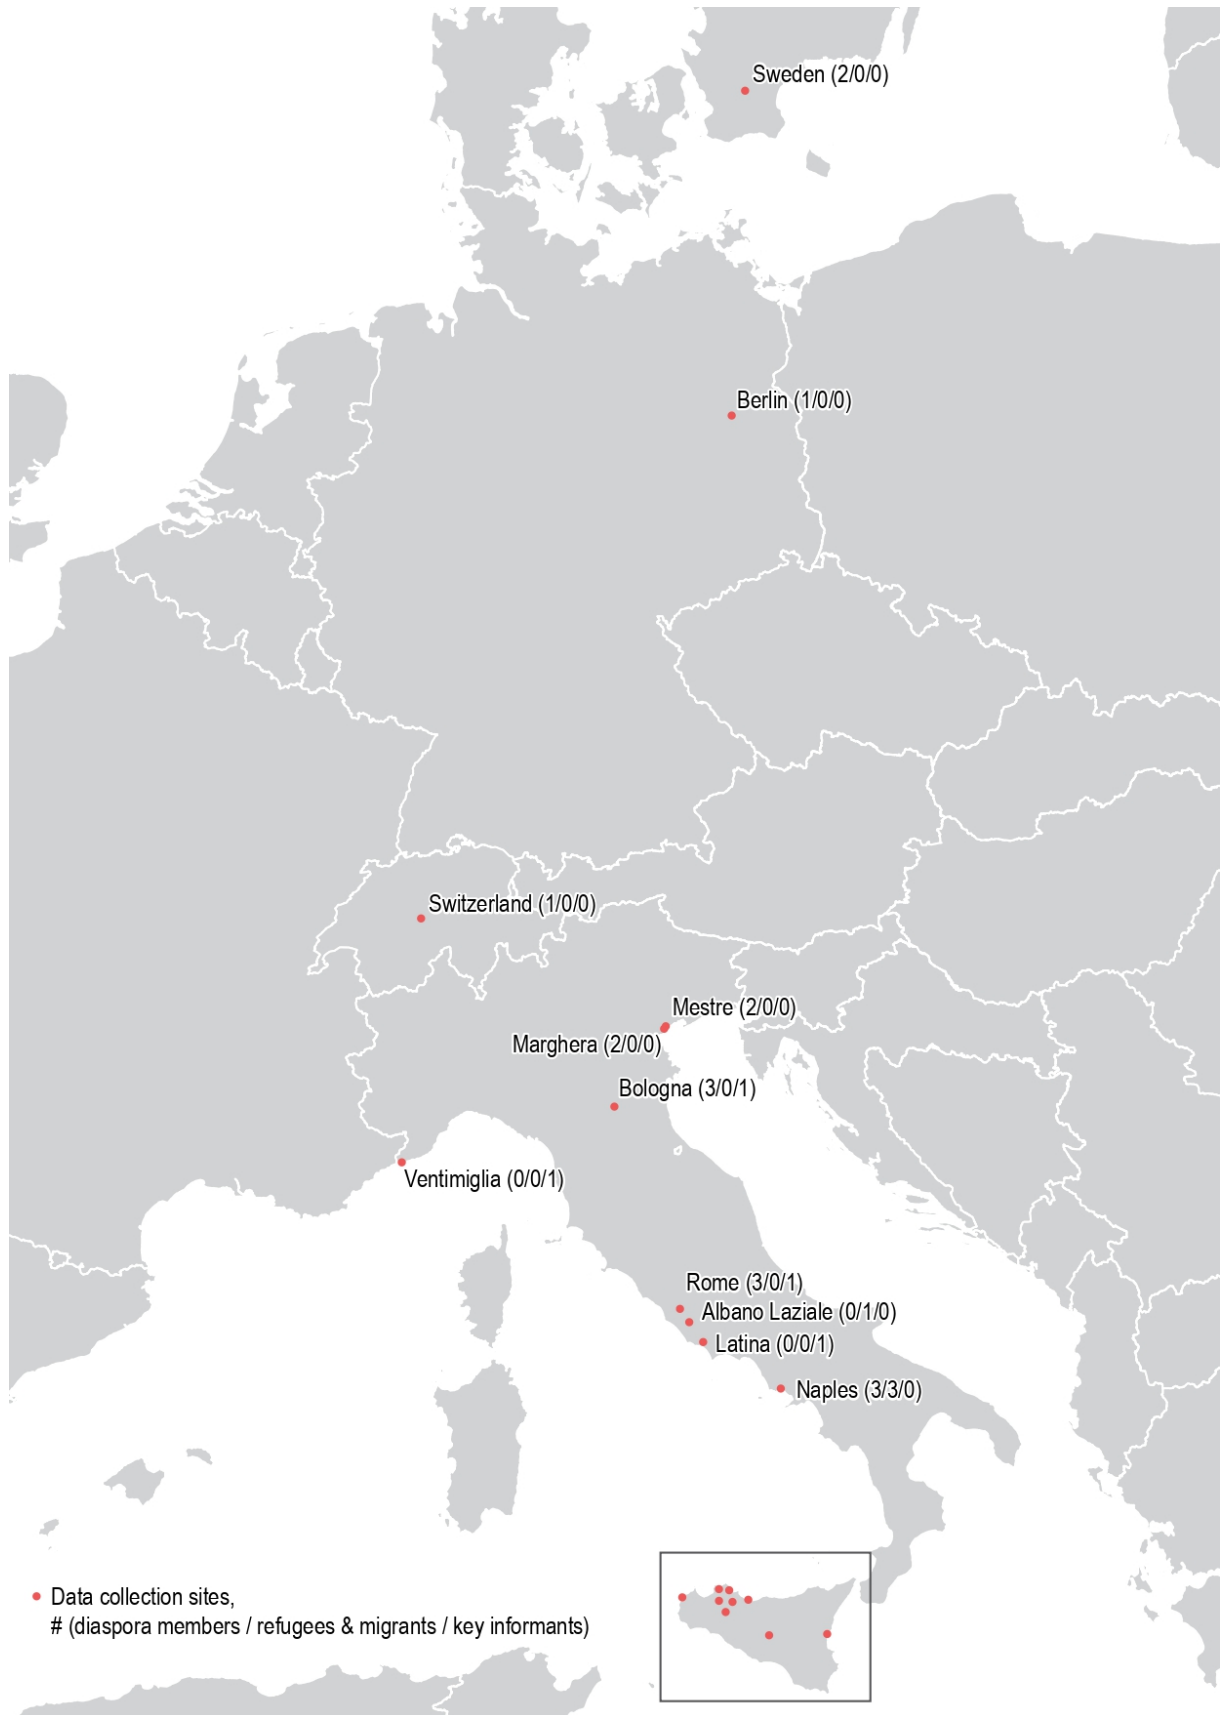 Sweden (2/0/0)
Berlin (1/0/0)
Switzerland (1/0/0)
Mestre (2/0/0)
Marghera (2/0/0)
Bologna (3/0/1)
Ventimiglia (0/0/1)
Rome (3/0/1)
Albano Laziale (0/1/0)
Latina (0/0/1)
Naples (3/3/0)
Data collection sites,
# (diaspora members / refugees & migrants / key informants)